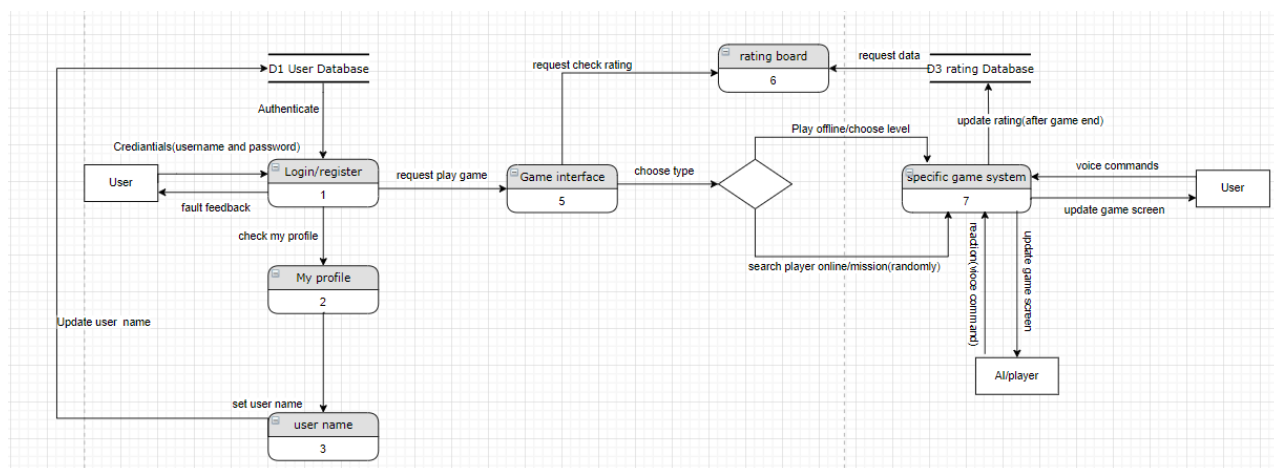 rating board
6
request data
D3 rating Database
request check rating
D1 User Database
Authenticate
update rating(after game end)
Play offline/choose level
Crediantials(username and password)
Login/register
1
User
fault feedback
request play game
Game interface
5
choose type
specific game system
7
voice commands
User
update game screen
check my profile
My profile
2
search player online/mission(randomly)
update game screen
AI/player
Update user name
set user name
user name
3